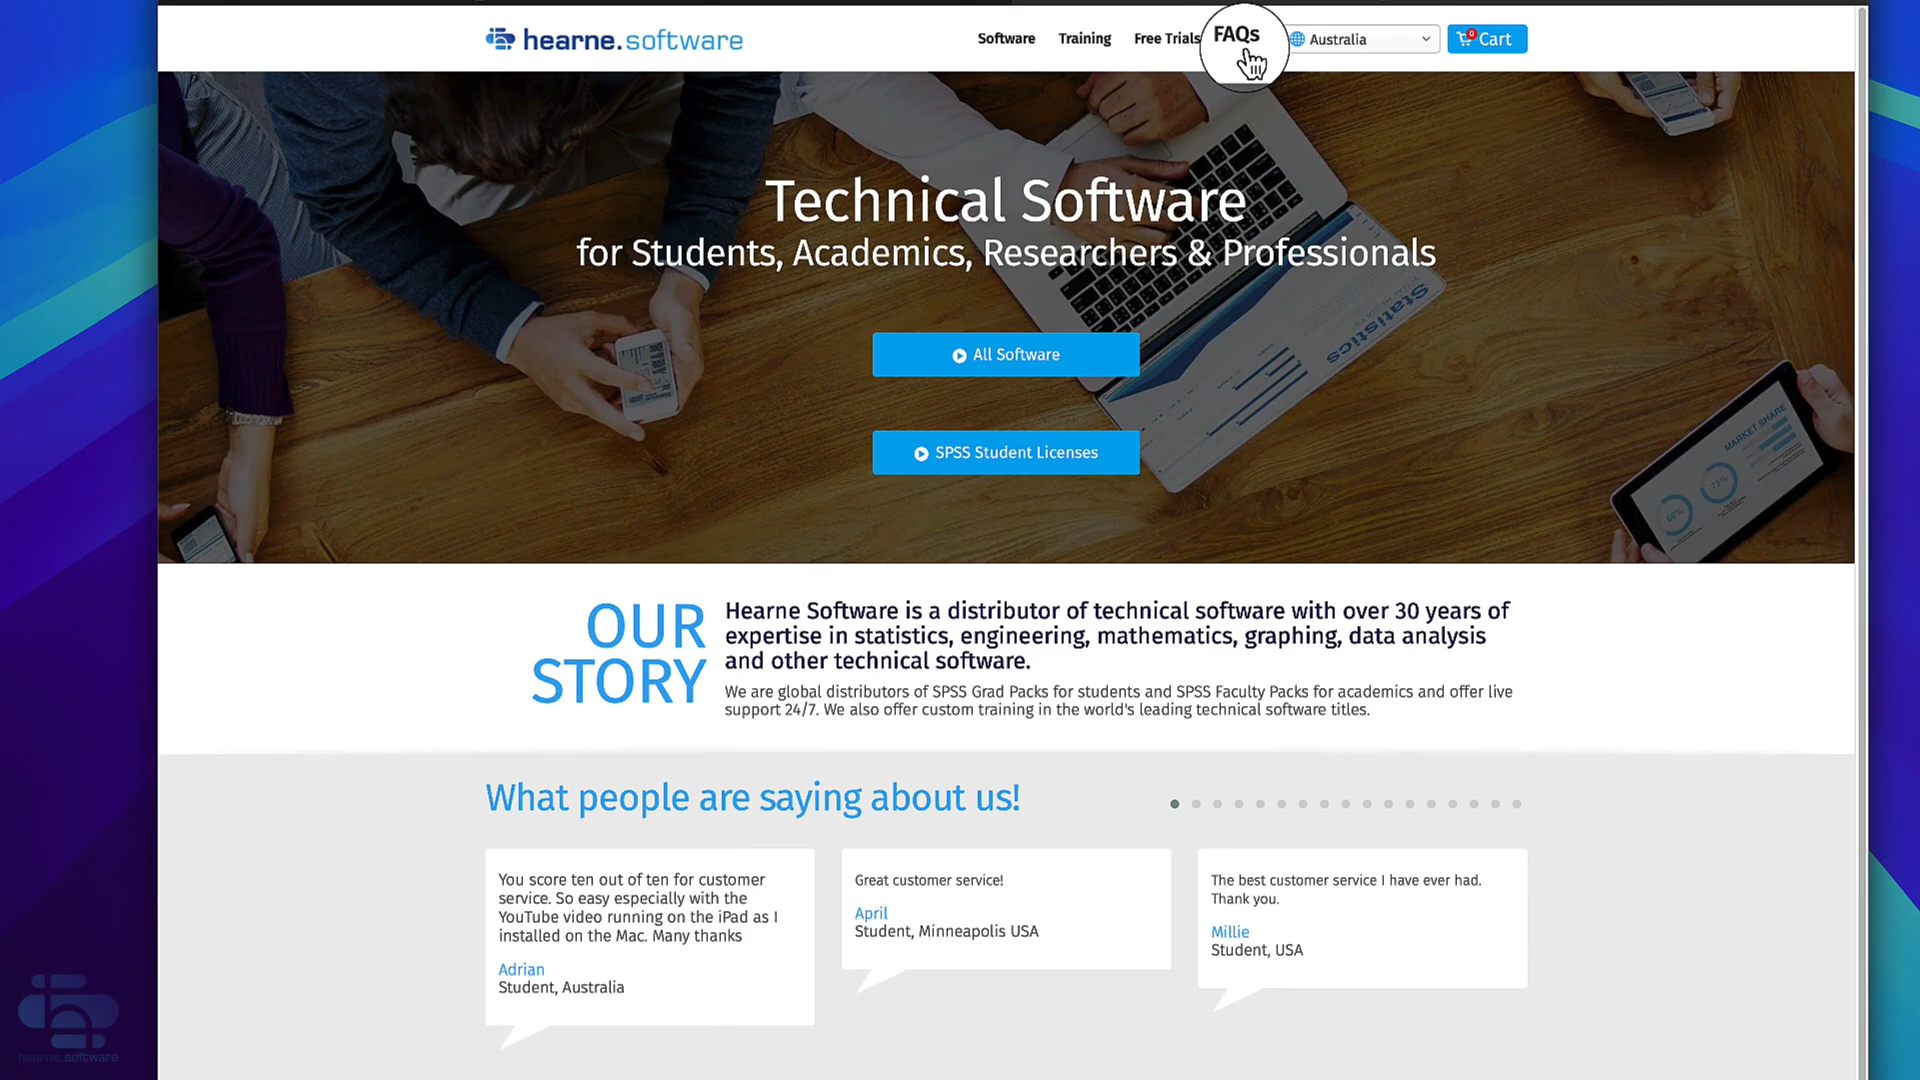 hearne.software
Software
Training
Free Trials
FAQs
Australia
0
Cart
Technical Software
for Students, Academics, Researchers & Professionals
Statistics
All Software
MARKET SHARE
SPSS Student Licenses
73%
60%
OUR
STORY
Hearne Software is a distributor of technical software with over 30 years of
expertise in statistics, engineering, mathematics, graphing, data analysis
and other technical software.
We are global distributors of SPSS Grad Packs for students and SPSS Faculty Packs for academics and offer live
support 24/7. We also offer custom training in the world's leading technical software titles.
What people are saying about us!
You score ten out of ten for customer
service. So easy especially with the
YouTube video running on the iPad as I
installed on the Mac. Many thanks
Adrian
Student, Australia
Great customer service!
April
Student, Minneapolis USA
The best customer service I have ever had.
Thank you.
Millie
Student, USA
hearne.software